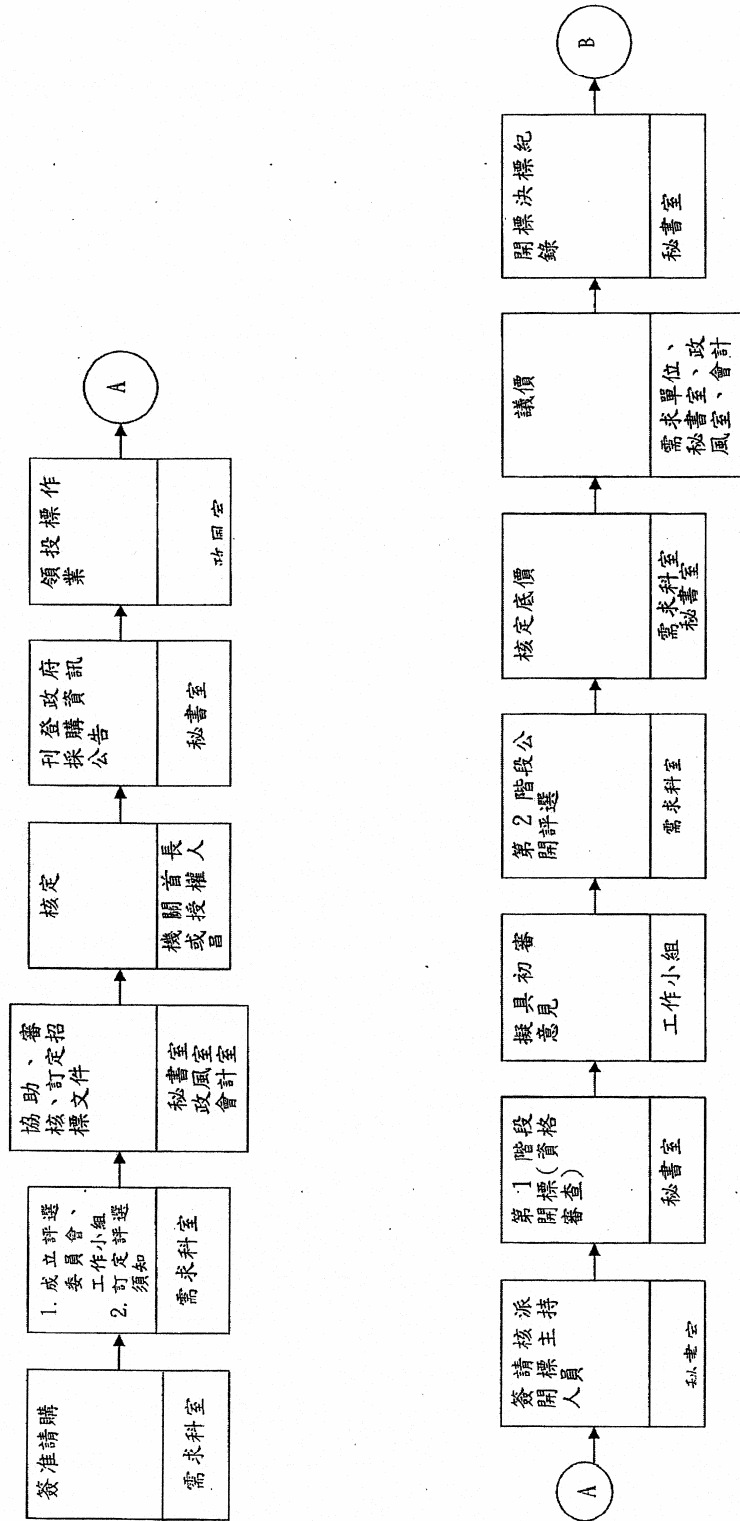 簽准請購
需求科室
1. 成立評選
委員會、
工作小組
2. 訂定評選
須知
需求科室
協助、審
核、訂定招
標文件
秘書室
政風室
會計室
核定
機關首長
或授權人
員
刊登政府
採購資訊
公告
秘書室
領投標作
業
政風室
A
A
簽請核派
開標主持
人員
秘書室
第 1 階段
開標(資格
審查)
秘書室
擬具初審
意見
工作小組
第 2 階段公
開評選
需求科室
核定底價
需求科室
秘書室
議價
需求單位、
秘書室、政
風室、會計
開標決標紀
錄
秘書室
B